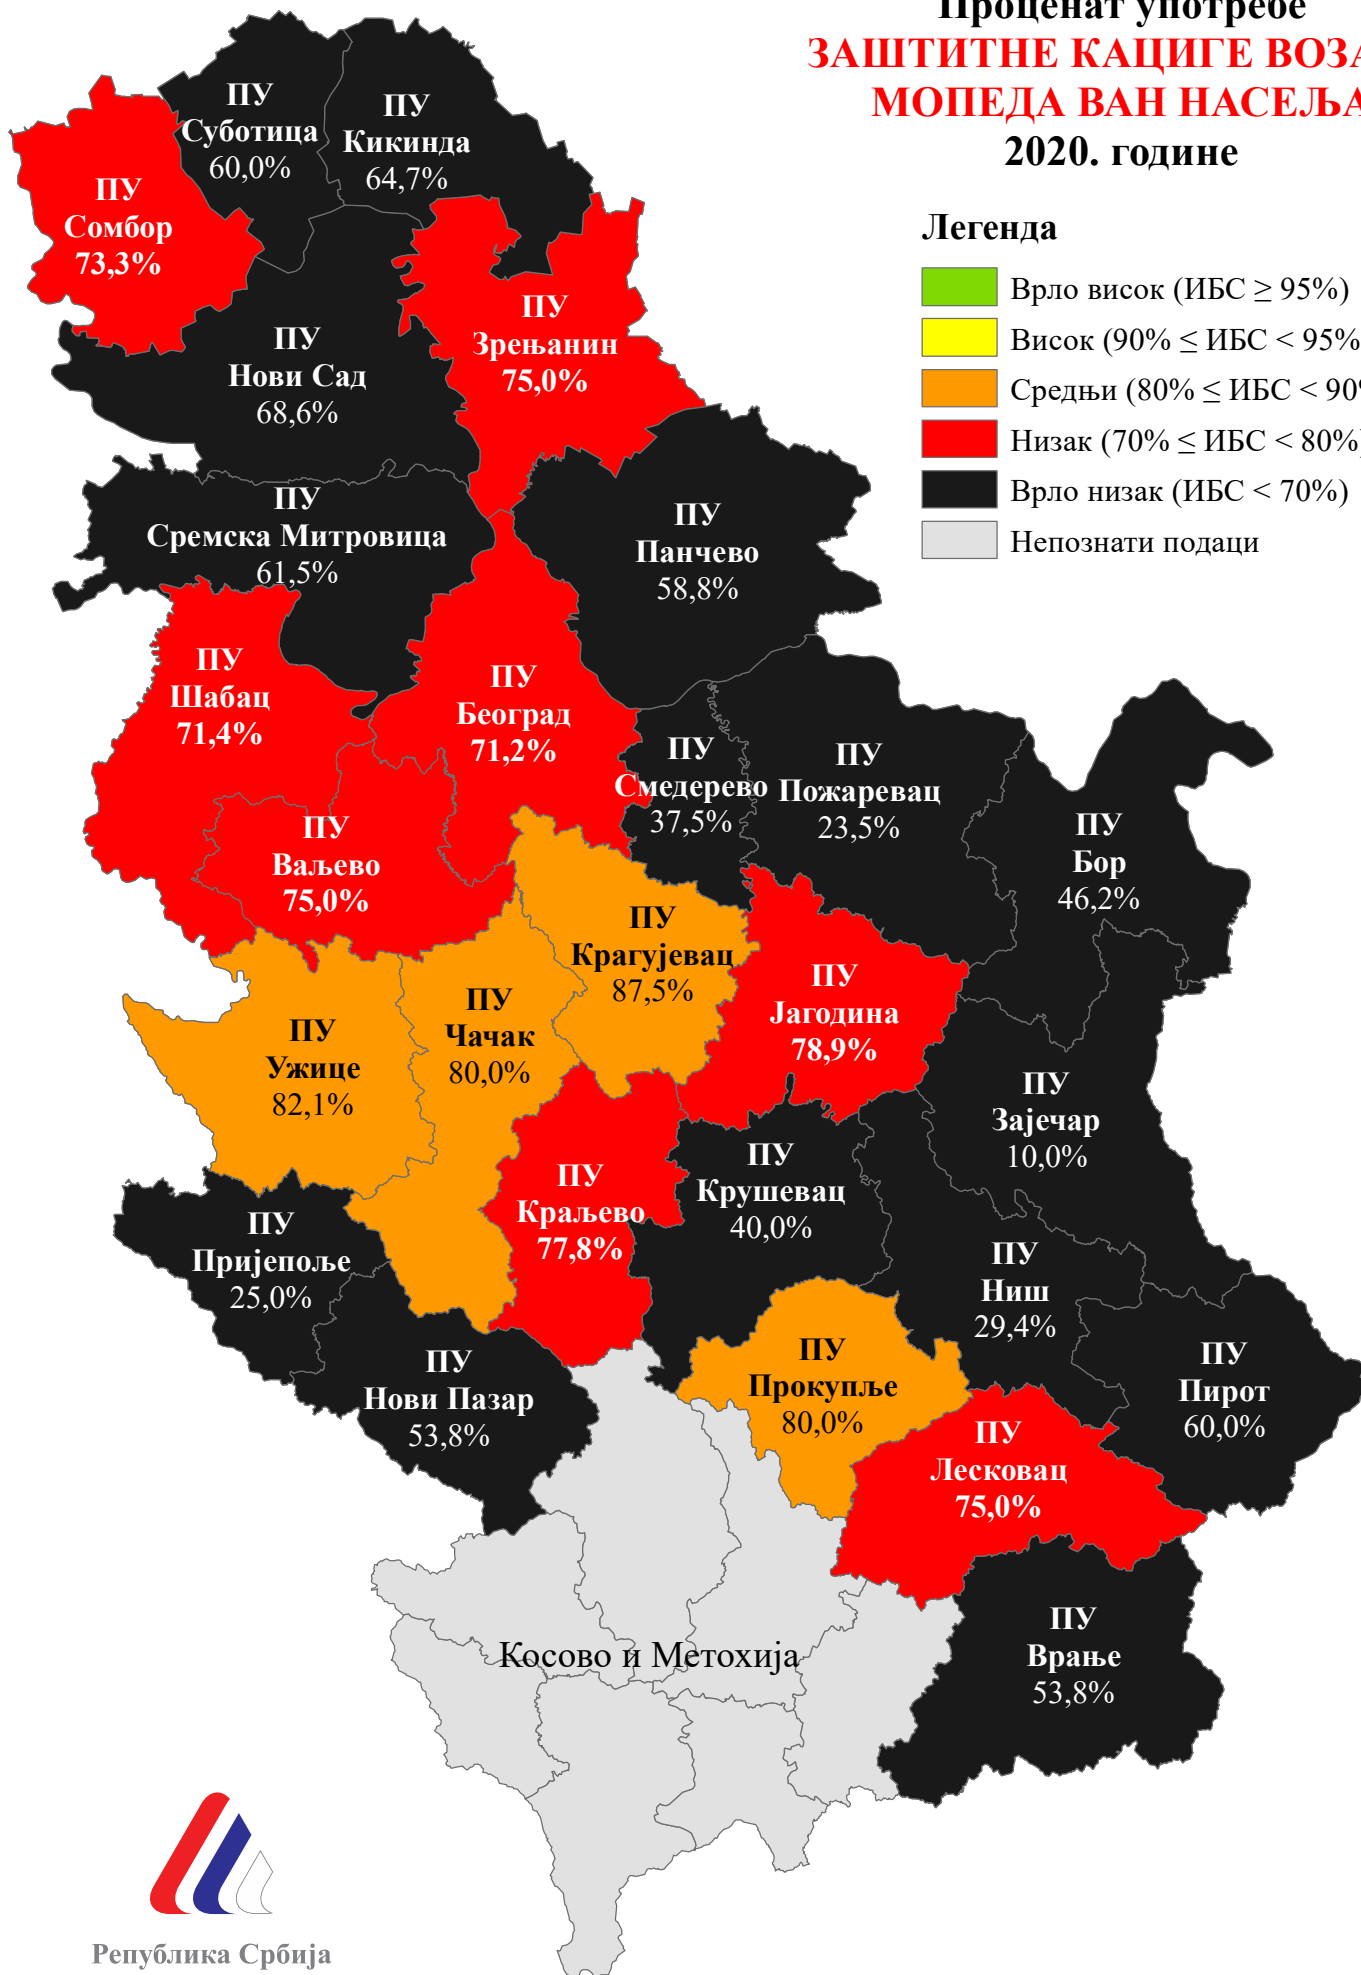 Проценат употребе
ЗАШТИТНЕ КАЦИГЕ
МОПЕДА ВАН НАСЕЉА
2020. године
Легенда
Врло висок (ИБС ≥ 95%)
Висок (90% ≤ ИБС < 95%
Средњи (80% ≤ ИБС < 90%
Низак (70% ≤ ИБС < 80%)
Врло низак (ИБС < 70%)
Непознати подаци
ПУ
Суботица
60,0%
ПУ
Кикинда
64,7%
ПУ
Сомбор
73,3%
ПУ
Зрењанин
75,0%
ПУ
Нови Сад
68,6%
ПУ
Сремска Митровица
61,5%
ПУ
Панчево
58,8%
ПУ
Шабац
71,4%
ПУ
Београд
71,2%
ПУ
Смедерево
37,5%
ПУ
Пожаревац
23,5%
ПУ
Бор
46,2%
ПУ
Ваљево
75,0%
ПУ
Крагујевац
87,5%
ПУ
Јагодина
78,9%
ПУ
Чачак
80,0%
ПУ
Ужице
82,1%
ПУ
Зајечар
10,0%
ПУ
Крушевац
40,0%
ПУ
Краљево
77,8%
ПУ
Пријепоље
25,0%
ПУ
Ниш
29,4%
ПУ
Нови Пазар
53,8%
ПУ
Прокупље
80,0%
ПУ
Пирот
60,0%
ПУ
Лесковац
75,0%
ПУ
Врање
53,8%
Косово и Метохија
Република Србија